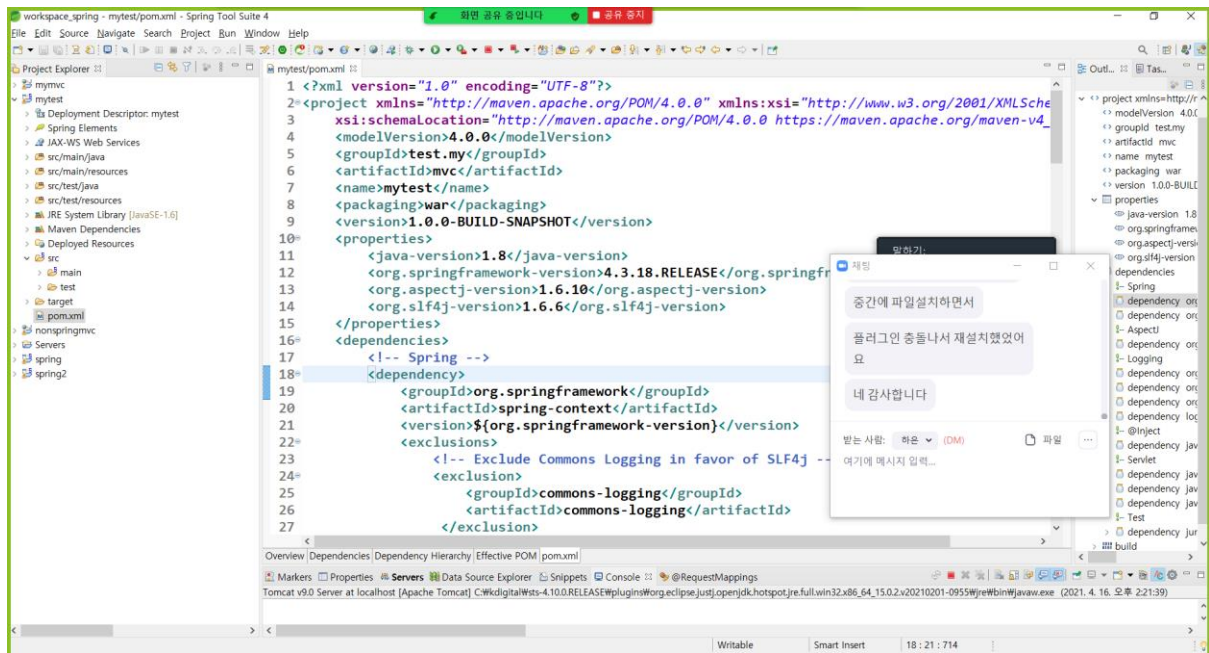 workspace_spring - mytest/pom.xml - Spring Tool Suite 4
화면 공유 중입니다
공유 중지
File Edit Source Navigate Search Project Run Window Help
Project Explorer
mymvc
mytest
Deployment Descriptor: mytest
Spring Elements
JAX-WS Web Services
src/main/java
src/main/resources
src/test/java
src/test/resources
JRE System Library [JavaSE-1.6]
Maven Dependencies
Deployed Resources
src
main
test
target
pom.xml
nonspringmvc
Servers
spring
spring2
mytest/pom.xml
1 <?xml version="1.0" encoding="UTF-8"?>
2 <project xmlns="http://maven.apache.org/POM/4.0.0" xmlns:xsi="http://www.w3.org/2001/XMLSche
3 xsi:schemaLocation="http://maven.apache.org/POM/4.0.0 https://maven.apache.org/maven-v4_
4 <modelVersion>4.0.0</modelVersion>
5 <groupId>test.my</groupId>
6 <artifactId>mvc</artifactId>
7 <name>mytest</name>
8 <packaging>war</packaging>
9 <version>1.0.0-BUILD-SNAPSHOT</version>
10 <properties>
11 <java-version>1.8</java-version>
12 <org.springframework-version>4.3.18.RELEASE</org.springfr
13 <org.aspectj-version>1.6.10</org.aspectj-version>
14 <org.slf4j-version>1.6.6</org.slf4j-version>
15 </properties>
16 <dependencies>
17 <!-- Spring -->
18 <dependency>
19 <groupId>org.springframework</groupId>
20 <artifactId>spring-context</artifactId>
21 <version>${org.springframework-version}</version>
22 <exclusions>
23 <!-- Exclude Commons Logging in favor of SLF4j --
24 <exclusion>
25 <groupId>commons-logging</groupId>
26 <artifactId>commons-logging</artifactId>
27 </exclusion>
Overview Dependencies Dependency Hierarchy Effective POM pom.xml
말하기:
채팅
중간에 파일설치하면서
플러그인 충돌나서 재설치했었어
요
네 감사합니다
받는 사람: 하은 (DM) 파일
여기에 메시지 입력...
Outl... Tas...
project xmlns=http://r
modelVersion 4.0.(
groupId test.my
artifactId mvc
name mytest
packaging war
version 1.0.0-BUILD
properties
java-version 1.8
org.springframew
org.aspectj-versi
org.slf4j-version
dependencies
Spring
dependency org
dependency org
AspectJ
dependency org
Logging
dependency org
dependency org
dependency org
dependency log
@Inject
dependency jav
Servlet
dependency jav
dependency jav
dependency jav
Test
dependency jur
build
Markers Properties Servers Data Source Explorer Snippets Console @RequestMappings
Tomcat v9.0 Server at localhost [Apache Tomcat] C:₩kdigital₩sts-4.10.0.RELEASE₩plugins₩org.eclipse.justj.openjdk.hotspot.jre.full.win32.x86_64_15.0.2.v20210201-0955₩jre₩bin₩javaw.exe (2021. 4. 16. 오후 2:21:39)
Writable Smart Insert 18 : 21 : 714